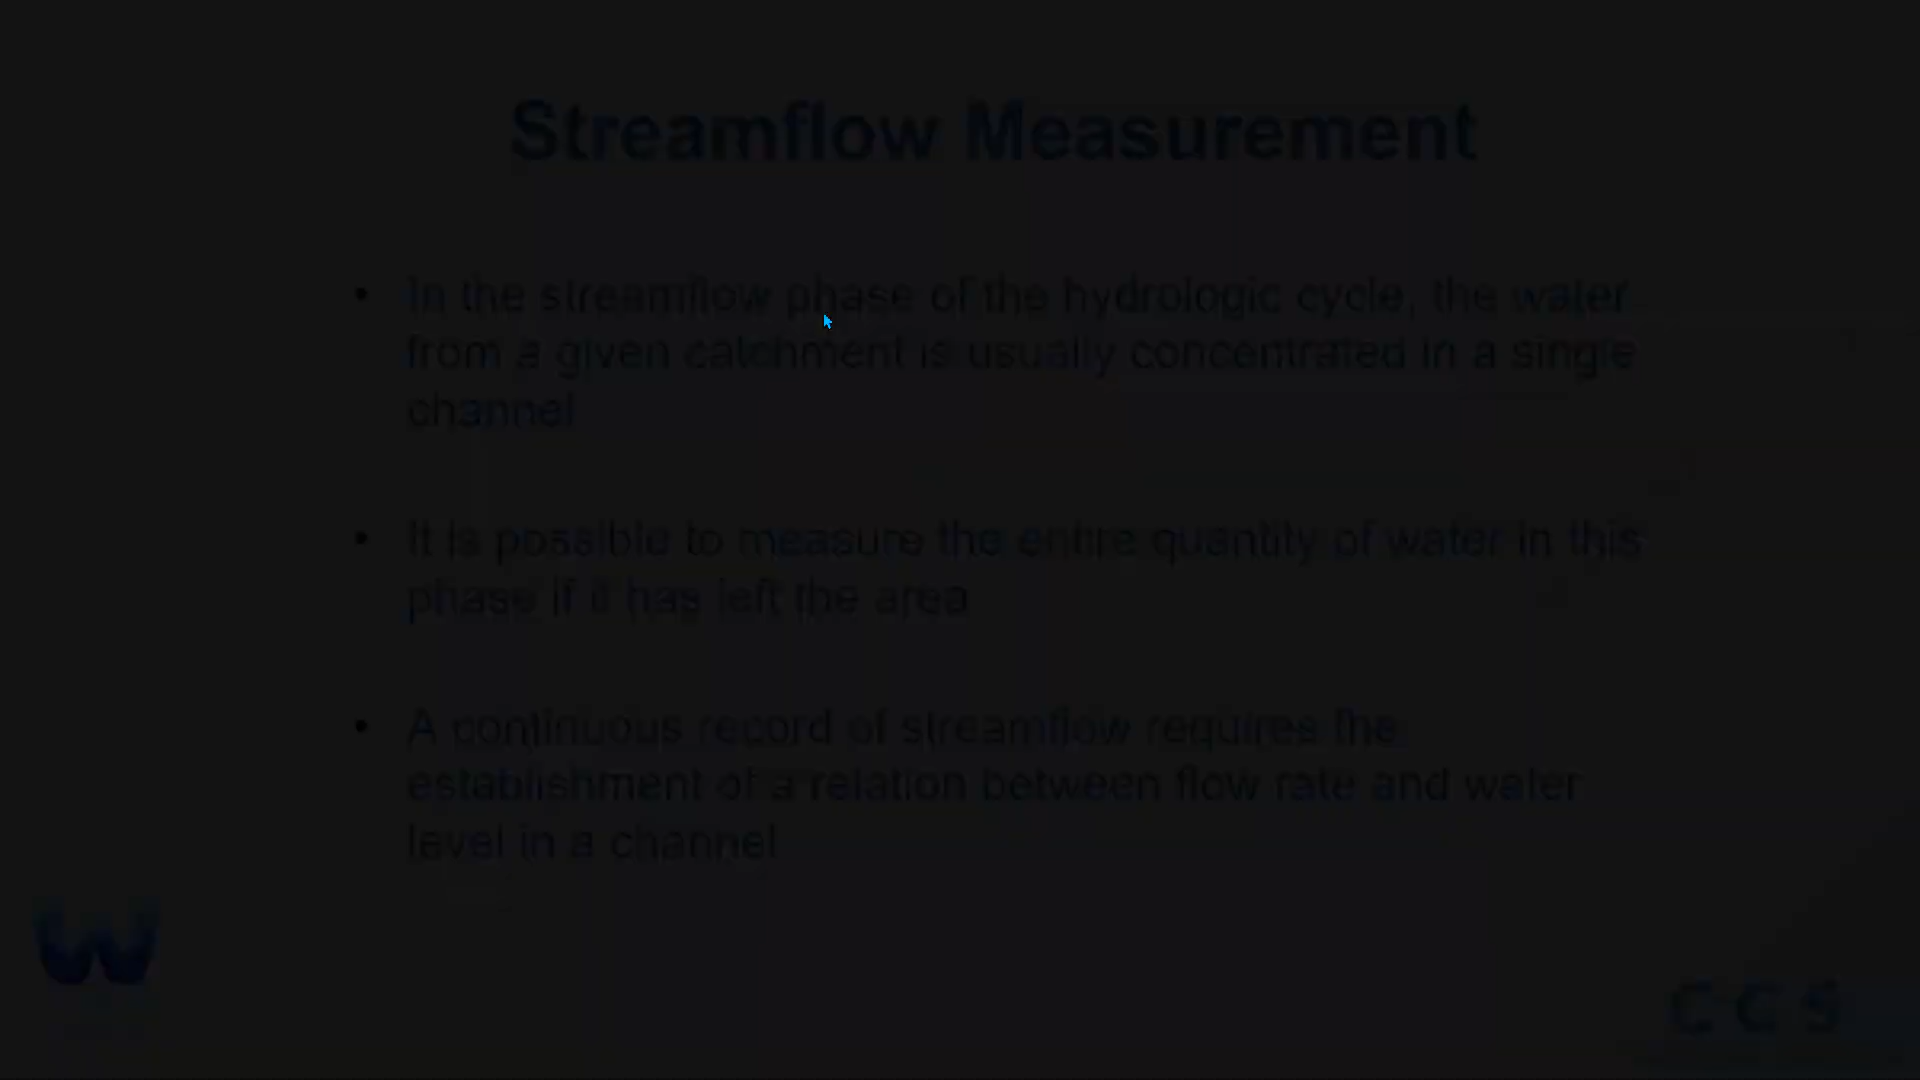 Streamflow Measurement
• In the streamflow phase of the hydrologic cycle, the water
from a given catchment is usually concentrated in a single
channel
• It is possible to measure the entire quantity of water in this
phase if it has left the area
• A continuous record of streamflow requires the
establishment of a relation between flow rate and water
level in a channel
W
CCS